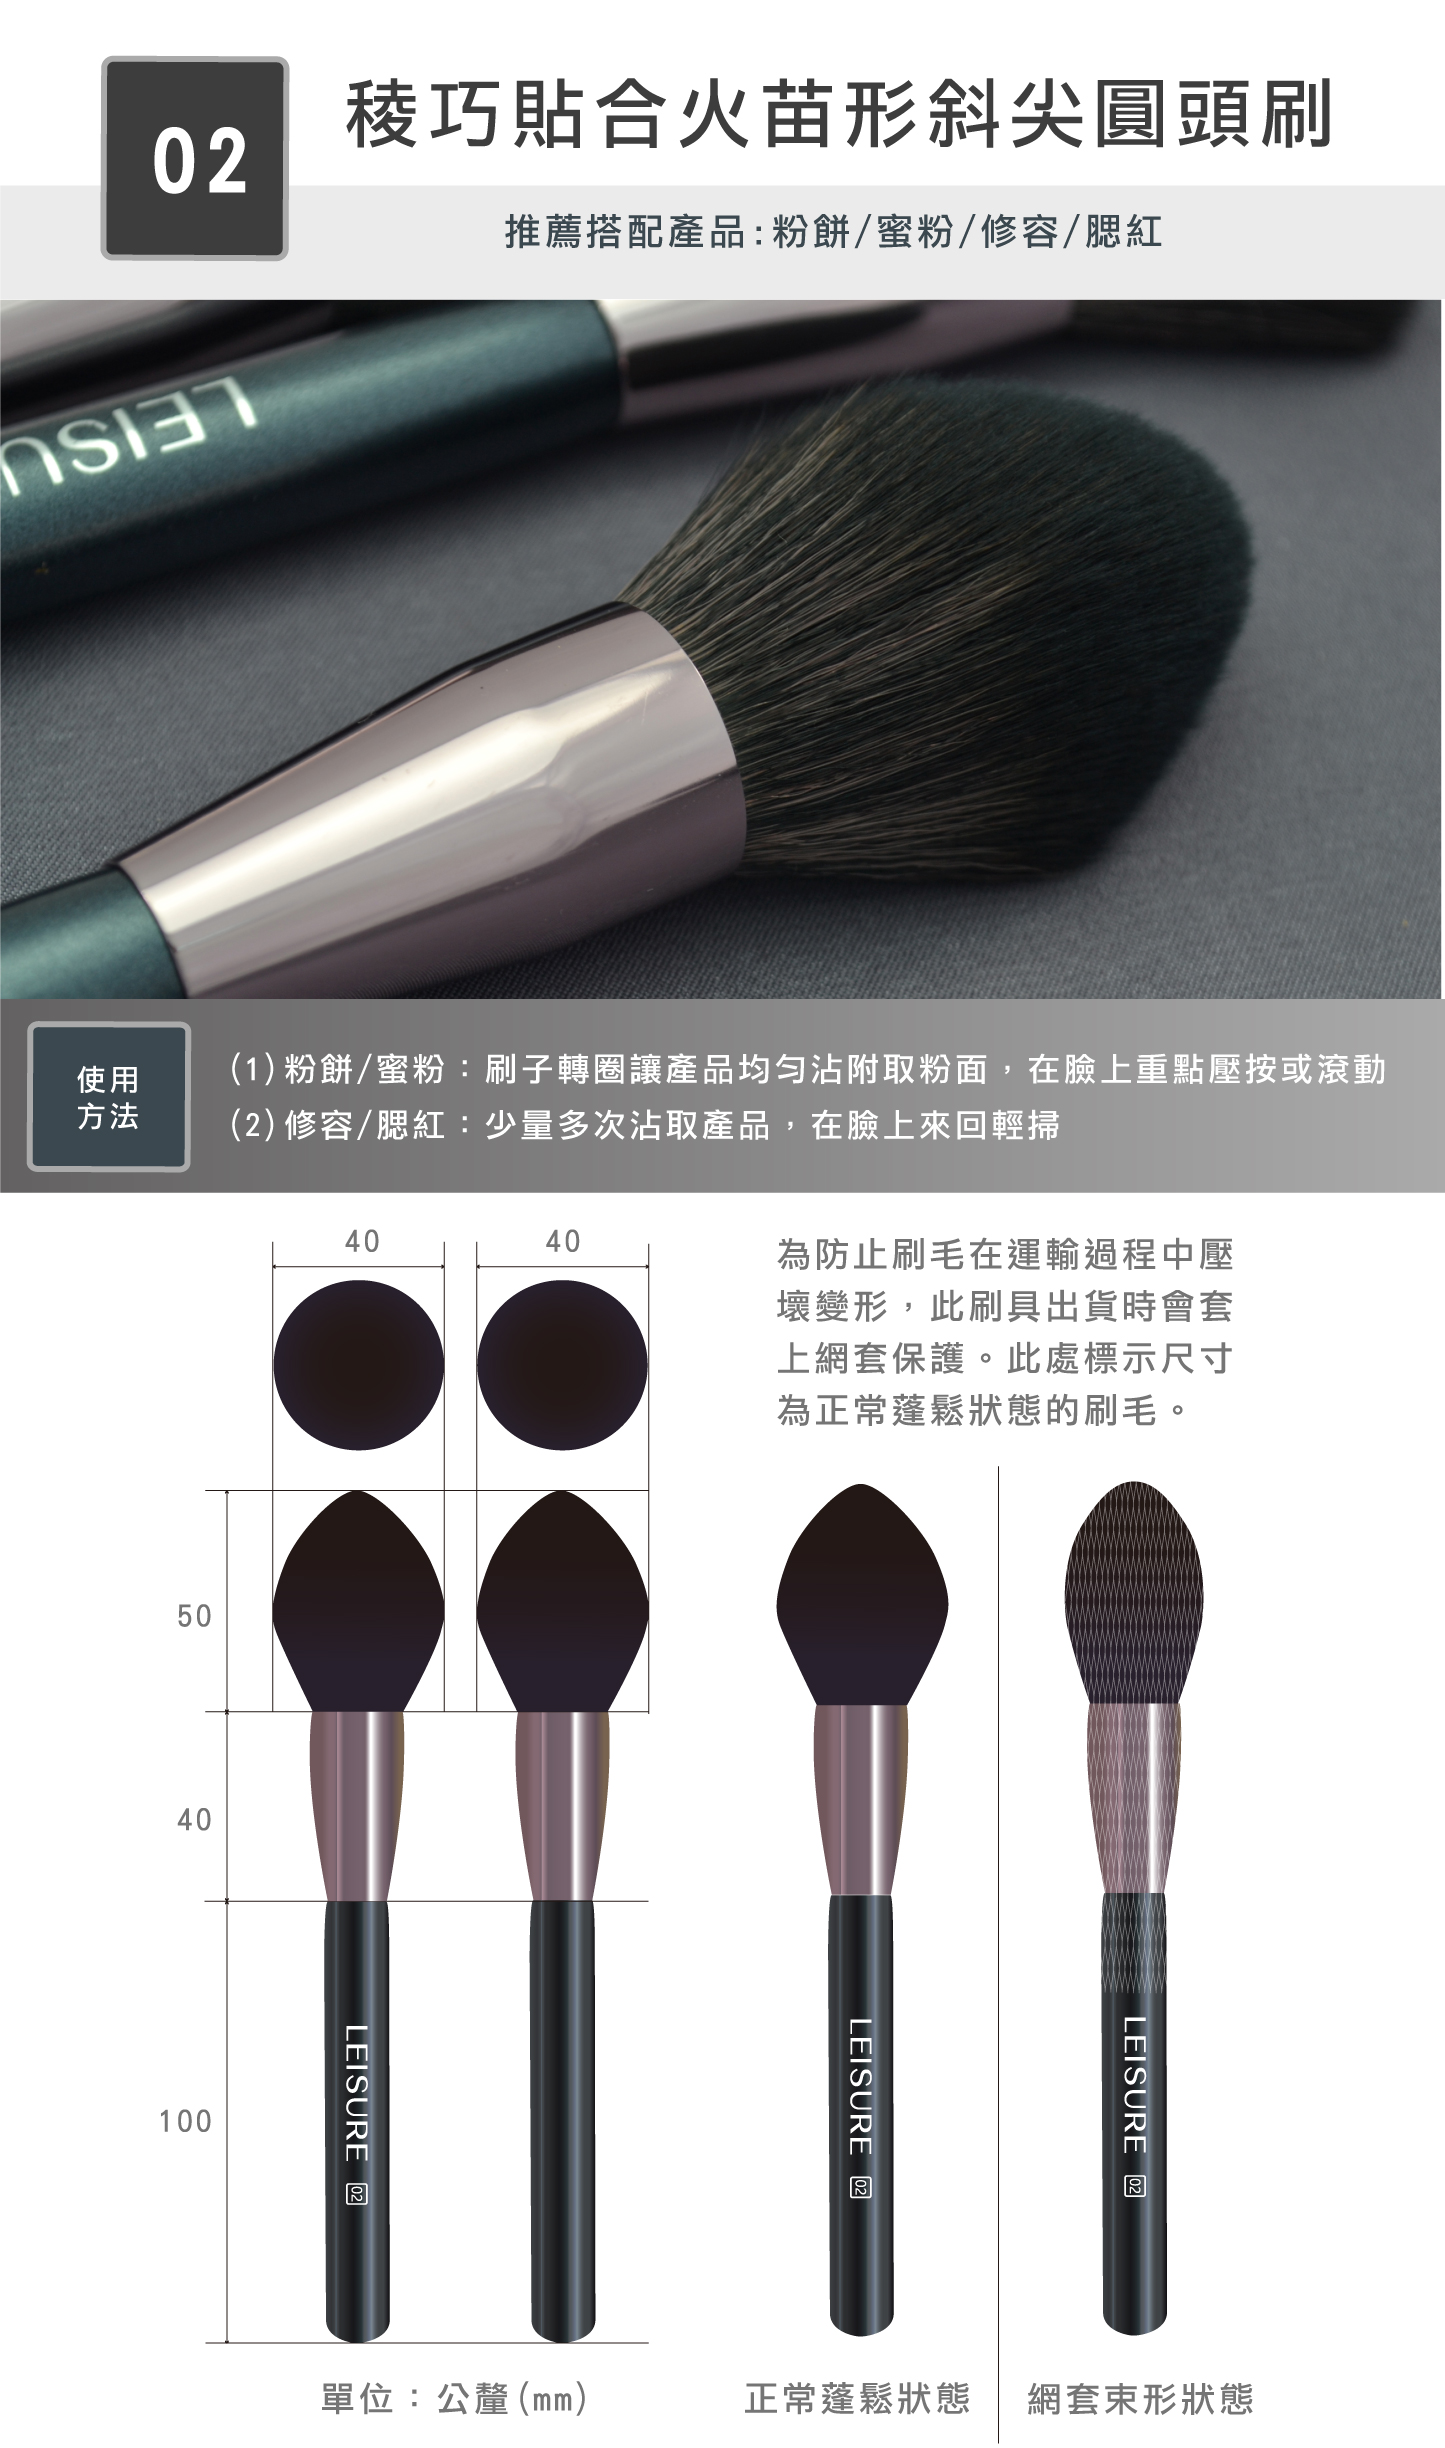 02
稜巧貼合火苗形斜尖圓頭刷
推薦搭配產品:粉餅/蜜粉/修容/腮紅
LEISU
使用
方法
(1)粉餅/蜜粉：刷子轉圈讓產品均勻沾附取粉面，在臉上重點壓按或滾動
(2)修容/腮紅：少量多次沾取產品，在臉上來回輕掃
40
40
為防止刷毛在運輸過程中壓
壞變形，此刷具出貨時會套
上網套保護。此處標示尺寸
為正常蓬鬆狀態的刷毛。
50
40
100
LEISURE 02
LEISURE 02
LEISURE 02
單位：公釐(mm)
正常蓬鬆狀態
網套束形狀態